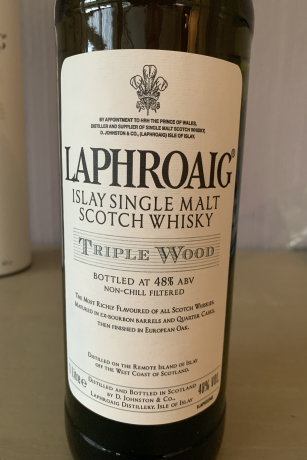 BY APPOINTMENT TO HRH THE PRINCE OF WALES,
DISTILLER AND SUPPLIER OF SINGLE MALT SCOTCH WHISKY,
D. JOHNSTON & CO., (LAPHROAIG) ISLE OF ISLAY.
LAPHROAIG®
ISLAY SINGLE MALT
SCOTCH WHISKY
TRIPLE WOOD
BOTTLED AT 48% ABV
NON-CHILL FILTERED
THE MOST RICHLY FLAVOURED OF ALL SCOTCH WHISKIES.
MATURED IN EX-BOURBON BARRELS AND QUARTER CASKS,
THEN FINISHED IN EUROPEAN OAK.
DISTILLED ON THE REMOTE ISLAND OF ISLAY
OFF THE WEST COAST OF SCOTLAND.
DISTILLED AND BOTTLED IN SCOTLAND
BY D. JOHNSTON & CO.,
LAPHROAIG DISTILLERY, ISLE OF ISLAY
48% VOL.